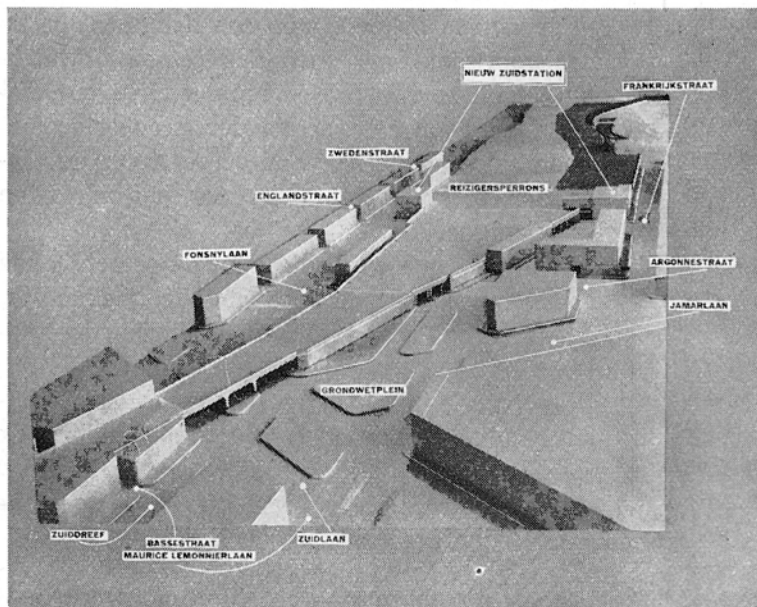 NIEUW ZUIDSTATION
FRANKRIJKSTRAAT
ZWEDENSTRAAT
REIZIGERSPERRONS
ENGLANDSTRAAT
FONSNYLAAN
ARGONNESTRAAT
JAMARLAAN
GRONDWETPLEIN
ZUIDDREEF
BASSESTRAAT
MAURICE LEMONNIERLAAN
ZUIDLAAN